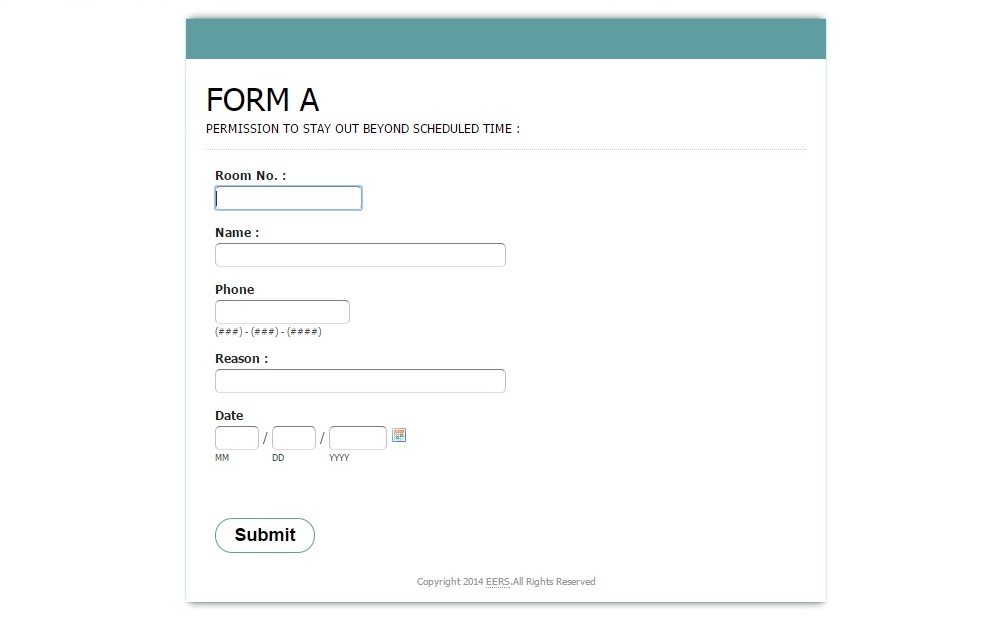 FORM A
PERMISSION TO STAY OUT BEYOND SCHEDULED TIME :
Room No. :
Name :
Phone
(###) - (###) - (####)
Reason :
Date
/ /
MM DD YYYY
Submit
Copyright 2014 EERS.All Rights Reserved